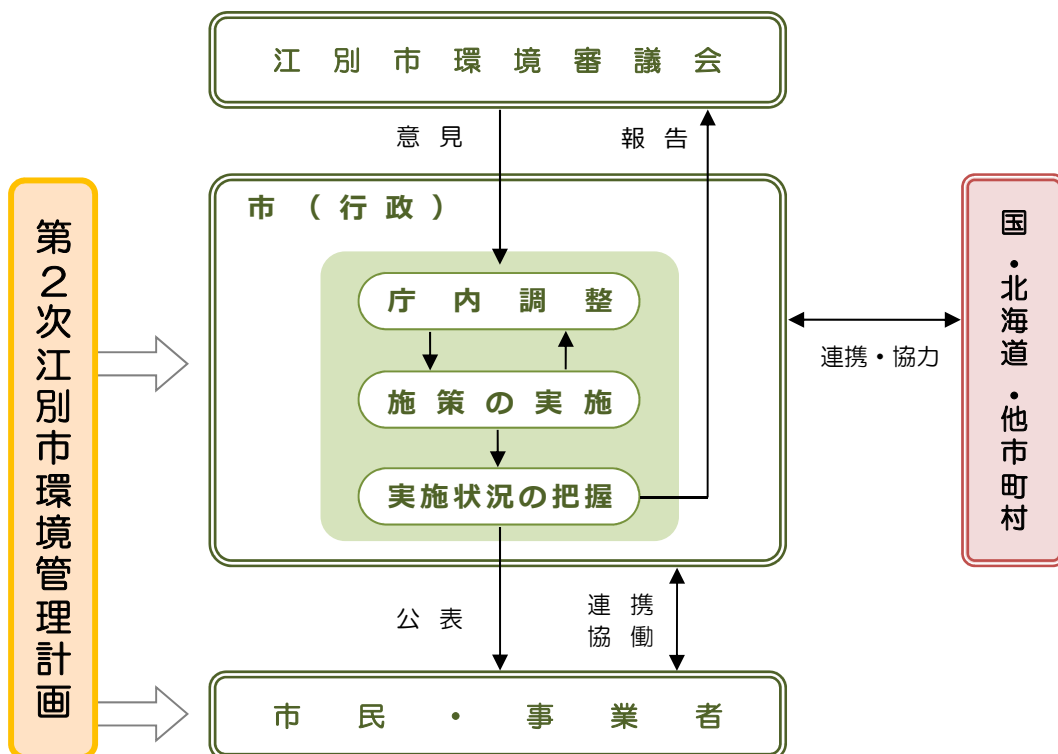 江別市環境審議会
意見
報告
第2次江別市環境管理計画
市（行政）
庁内調整
施策の実施
実施状況の把握
連携・協力
国・北海道・他市町村
公表
連携
協働
市民・事業者